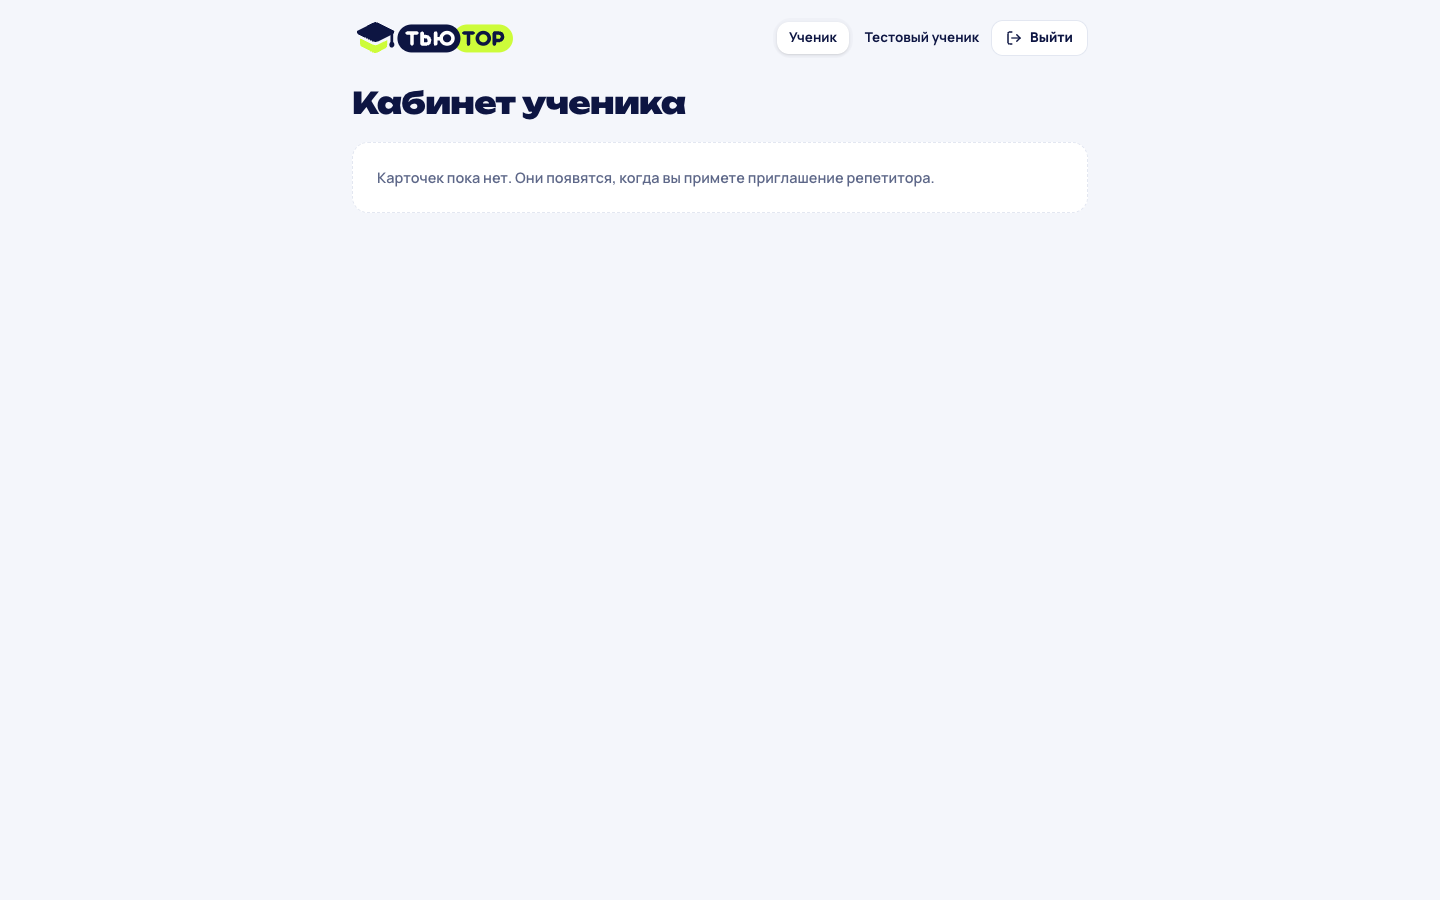 ТЬЮТОР
Ученик
Тестовый ученик
Выйти
Кабинет ученика
Карточек пока нет. Они появятся, когда вы примете приглашение репетитора.